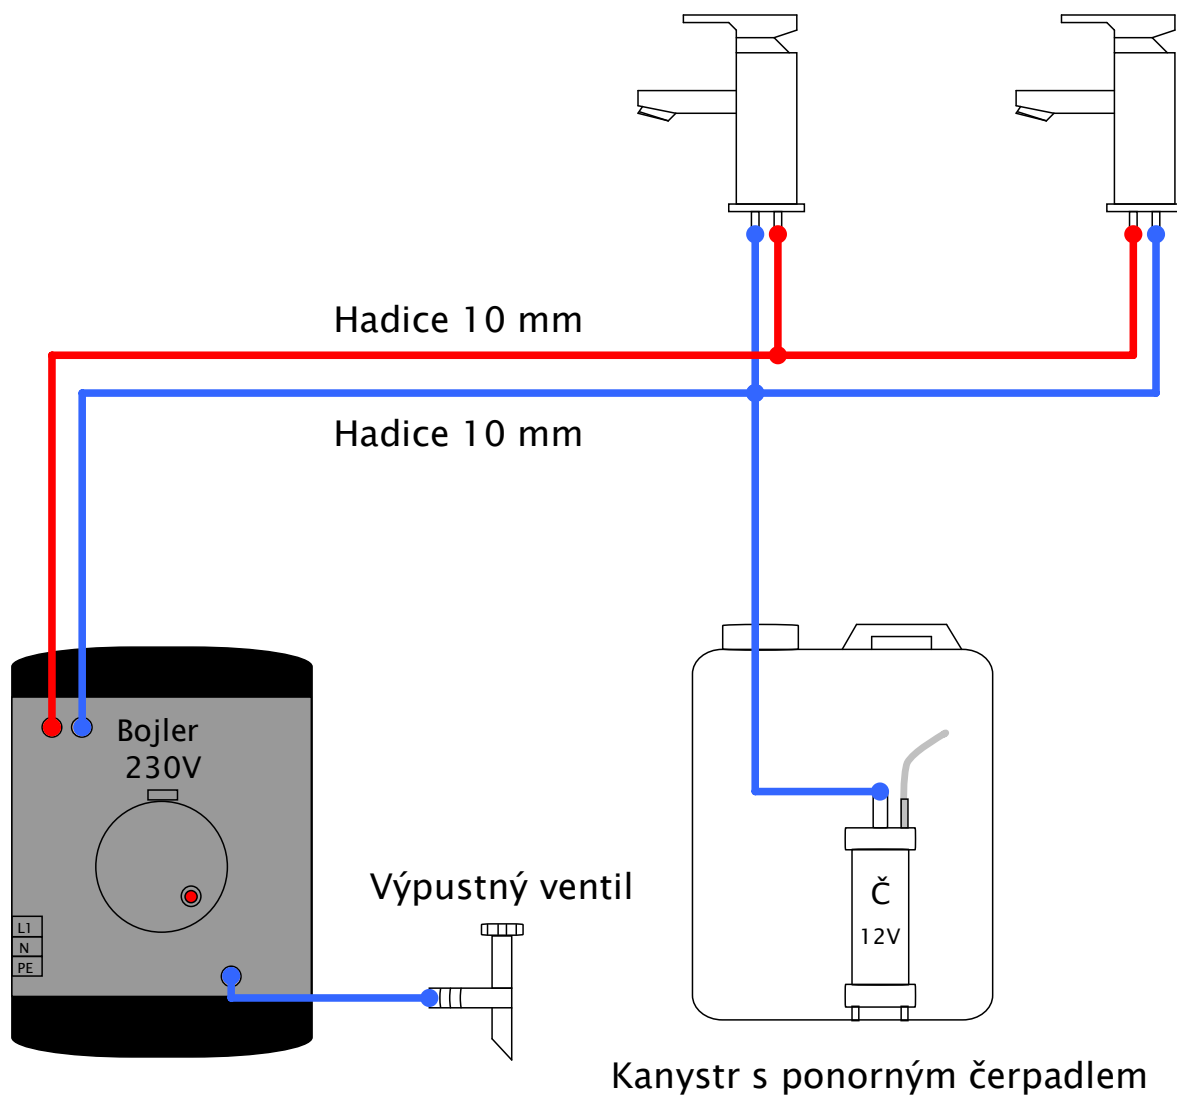 Hadice 10 mm
Hadice 10 mm
Bojler
230V
Výpustný ventil
Č
12V
L1
N
PE
Kanystr s ponorným čerpadlem